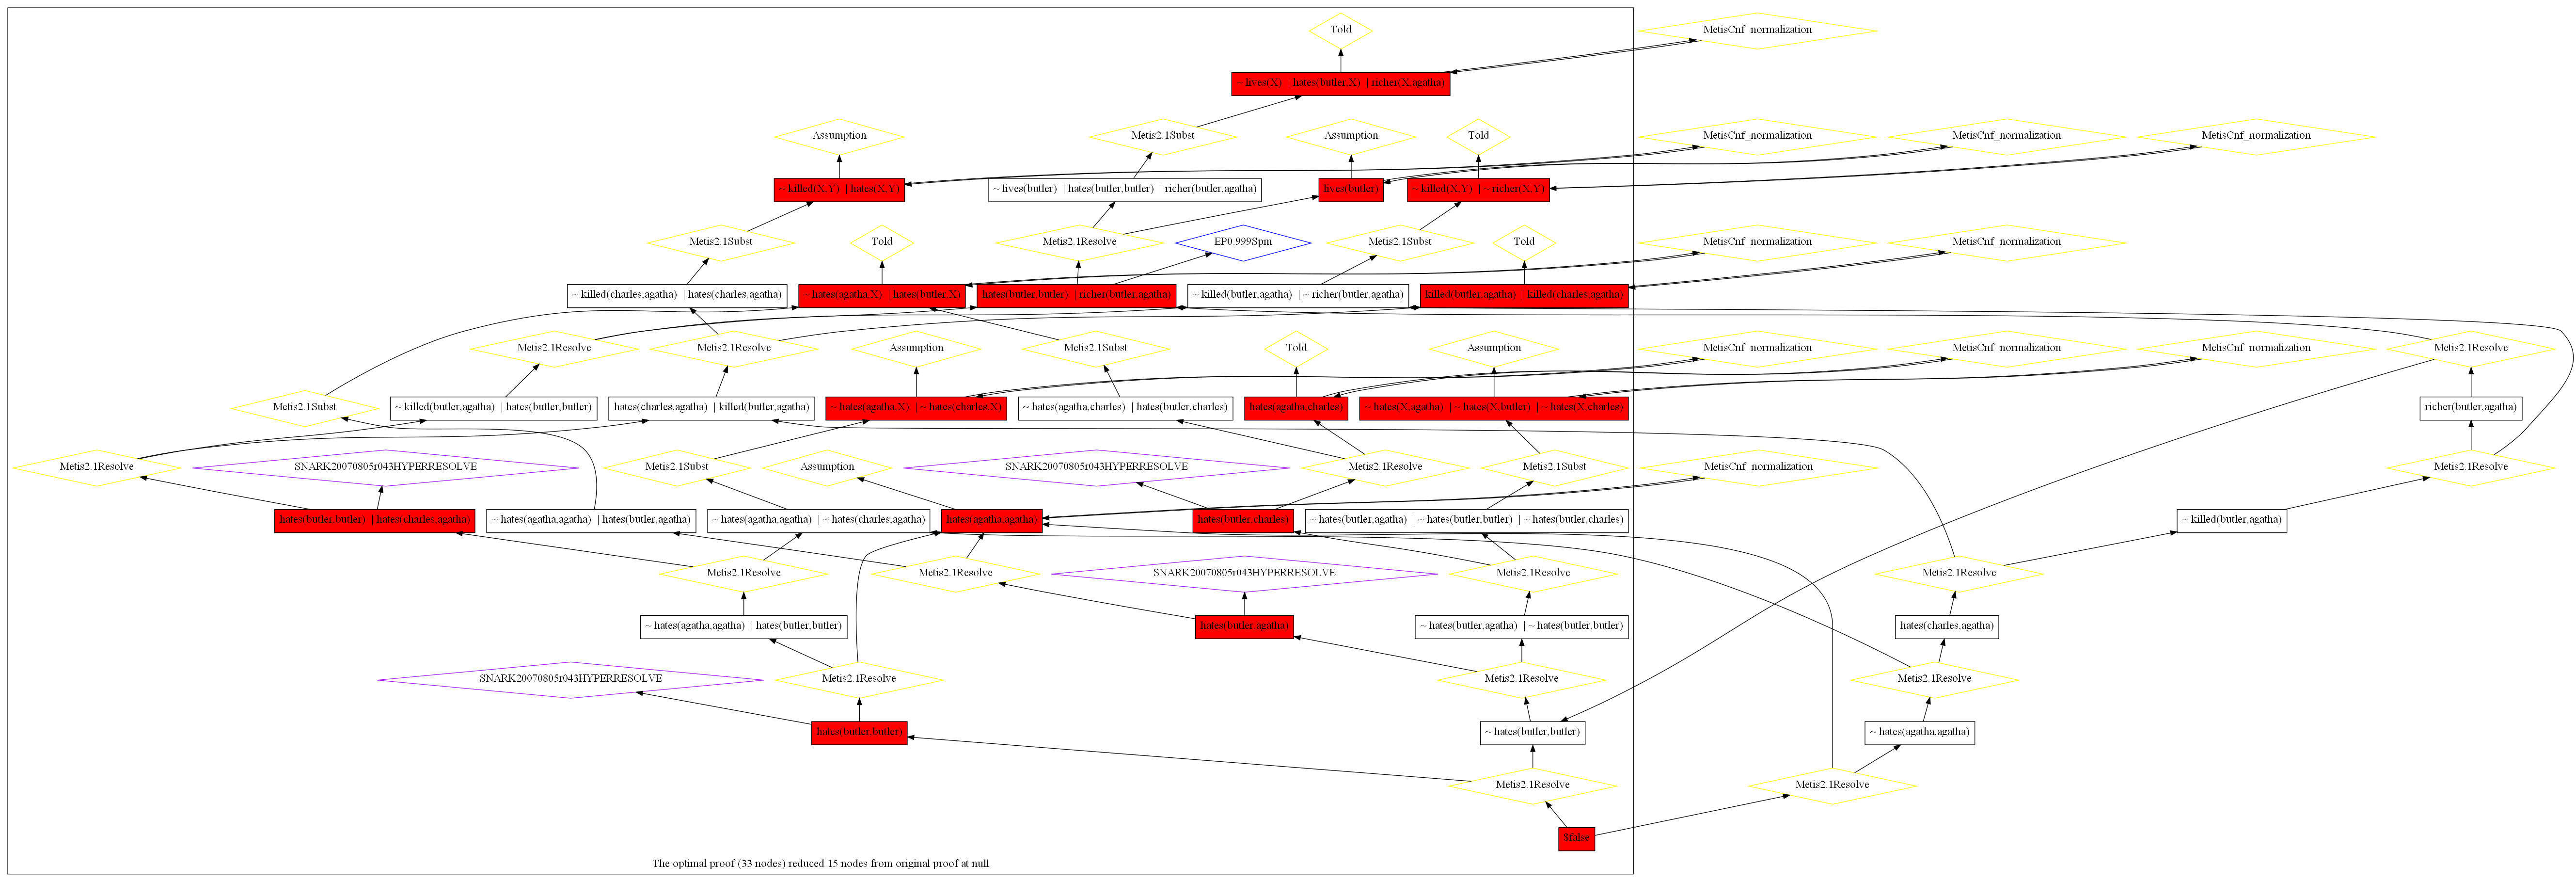 Told
MetisCnf_normalization
~ lives(X) | hates(butler,X) | richer(X,agatha)
Assumption
Metis2.1Subst
Assumption
Told
MetisCnf_normalization
MetisCnf_normalization
MetisCnf_normalization
~ killed(X,Y) | hates(X,Y)
~ lives(butler) | hates(butler,butler) | richer(butler,agatha)
lives(butler)
~ killed(X,Y) | ~ richer(X,Y)
Metis2.1Subst
Told
Metis2.1Resolve
EP0.999Spm
Metis2.1Subst
Told
MetisCnf_normalization
MetisCnf_normalization
~ killed(charles,agatha) | hates(charles,agatha)
~ hates(agatha,X) | hates(butler,X)
hates(butler,butler) | richer(butler,agatha)
~ killed(butler,agatha) | ~ richer(butler,agatha)
killed(butler,agatha) | killed(charles,agatha)
Metis2.1Resolve
Metis2.1Resolve
Assumption
Metis2.1Subst
Told
Assumption
MetisCnf_normalization
MetisCnf_normalization
MetisCnf_normalization
Metis2.1Resolve
Metis2.1Subst
~ killed(butler,agatha) | hates(butler,butler)
hates(charles,agatha) | killed(butler,agatha)
~ hates(agatha,X) | ~ hates(charles,X)
~ hates(agatha,charles) | hates(butler,charles)
hates(agatha,charles)
~ hates(X,agatha) | ~ hates(X,butler) | ~ hates(X,charles)
richer(butler,agatha)
Metis2.1Resolve
SNARK20070805r043HYPERRESOLVE
Metis2.1Subst
Assumption
SNARK20070805r043HYPERRESOLVE
Metis2.1Resolve
Metis2.1Subst
MetisCnf_normalization
Metis2.1Resolve
hates(butler,butler) | hates(charles,agatha)
~ hates(agatha,agatha) | hates(butler,agatha)
~ hates(agatha,agatha) | ~ hates(charles,agatha)
hates(agatha,agatha)
hates(butler,charles)
~ hates(butler,agatha) | ~ hates(butler,butler) | ~ hates(butler,charles)
~ killed(butler,agatha)
Metis2.1Resolve
Metis2.1Resolve
SNARK20070805r043HYPERRESOLVE
Metis2.1Resolve
Metis2.1Resolve
~ hates(agatha,agatha) | hates(butler,butler)
hates(butler,agatha)
~ hates(butler,agatha) | ~ hates(butler,butler)
hates(charles,agatha)
SNARK20070805r043HYPERRESOLVE
Metis2.1Resolve
Metis2.1Resolve
Metis2.1Resolve
hates(butler,butler)
~ hates(butler,butler)
~ hates(agatha,agatha)
Metis2.1Resolve
Metis2.1Resolve
$false
The optimal proof (33 nodes) reduced 15 nodes from original proof at null